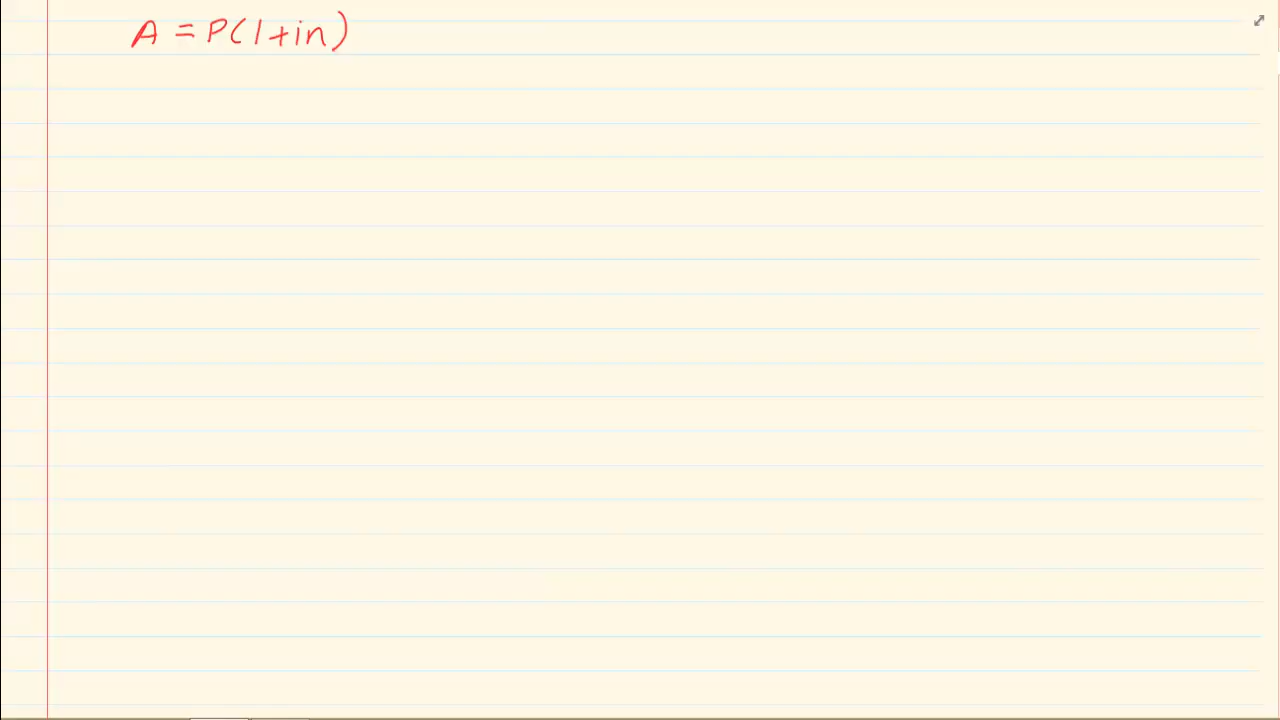 A = P(1+in)